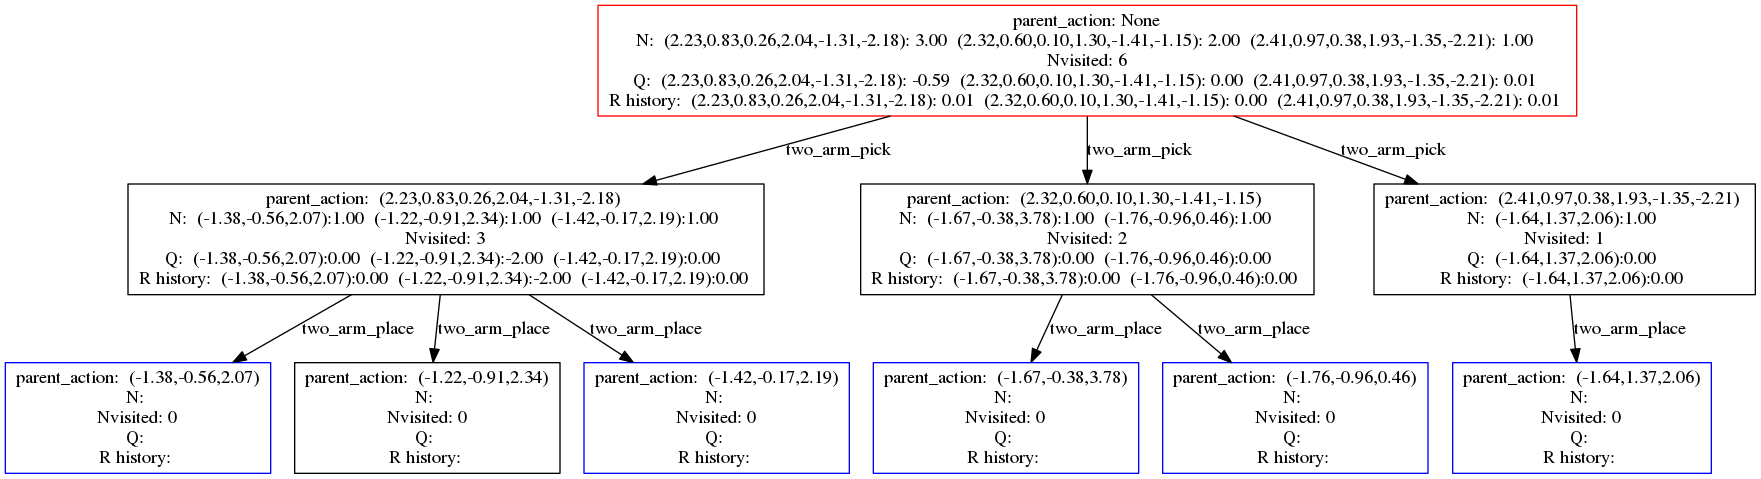 parent_action: None
N: (2.23,0.83,0.26,2.04,-1.31,-2.18): 3.00 (2.32,0.60,0.10,1.30,-1.41,-1.15): 2.00 (2.41,0.97,0.38,1.93,-1.35,-2.21): 1.00
Nvisited: 6
Q: (2.23,0.83,0.26,2.04,-1.31,-2.18): -0.59 (2.32,0.60,0.10,1.30,-1.41,-1.15): 0.00 (2.41,0.97,0.38,1.93,-1.35,-2.21): 0.01
R history: (2.23,0.83,0.26,2.04,-1.31,-2.18): 0.01 (2.32,0.60,0.10,1.30,-1.41,-1.15): 0.00 (2.41,0.97,0.38,1.93,-1.35,-2.21): 0.01
two_arm_pick
two_arm_pick
two_arm_pick
parent_action: (2.23,0.83,0.26,2.04,-1.31,-2.18)
N: (-1.38,-0.56,2.07):1.00 (-1.22,-0.91,2.34):1.00 (-1.42,-0.17,2.19):1.00
Nvisited: 3
Q: (-1.38,-0.56,2.07):0.00 (-1.22,-0.91,2.34):-2.00 (-1.42,-0.17,2.19):0.00
R history: (-1.38,-0.56,2.07):0.00 (-1.22,-0.91,2.34):-2.00 (-1.42,-0.17,2.19):0.00
parent_action: (2.32,0.60,0.10,1.30,-1.41,-1.15)
N: (-1.67,-0.38,3.78):1.00 (-1.76,-0.96,0.46):1.00
Nvisited: 2
Q: (-1.67,-0.38,3.78):0.00 (-1.76,-0.96,0.46):0.00
R history: (-1.67,-0.38,3.78):0.00 (-1.76,-0.96,0.46):0.00
parent_action: (2.41,0.97,0.38,1.93,-1.35,-2.21)
N: (-1.64,1.37,2.06):1.00
Nvisited: 1
Q: (-1.64,1.37,2.06):0.00
R history: (-1.64,1.37,2.06):0.00
two_arm_place
two_arm_place
two_arm_place
two_arm_place
two_arm_place
two_arm_place
parent_action: (-1.38,-0.56,2.07)
N:
Nvisited: 0
Q:
R history:
parent_action: (-1.22,-0.91,2.34)
N:
Nvisited: 0
Q:
R history:
parent_action: (-1.42,-0.17,2.19)
N:
Nvisited: 0
Q:
R history:
parent_action: (-1.67,-0.38,3.78)
N:
Nvisited: 0
Q:
R history:
parent_action: (-1.76,-0.96,0.46)
N:
Nvisited: 0
Q:
R history:
parent_action: (-1.64,1.37,2.06)
N:
Nvisited: 0
Q:
R history: